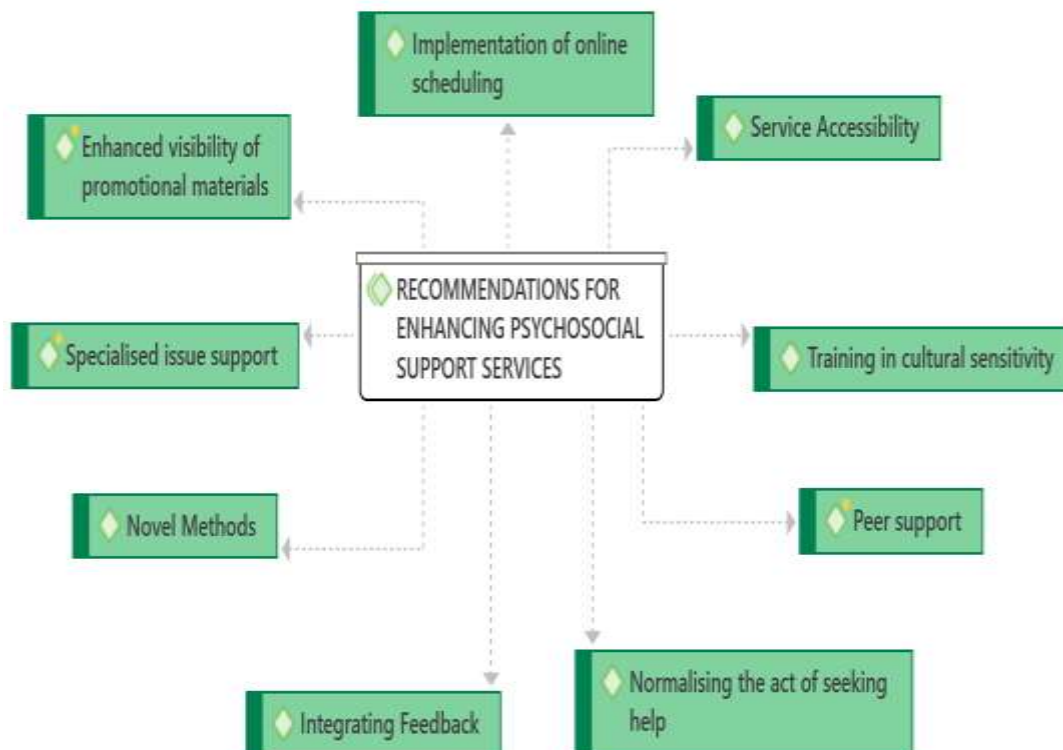 Implementation of online
scheduling
Service Accessibility
Enhanced visibility of
promotional materials
RECOMMENDATIONS FOR
ENHANCING PSYCHOSOCIAL
SUPPORT SERVICES
Specialised issue support
Training in cultural sensitivity
Novel Methods
Peer support
Integrating Feedback
Normalising the act of seeking
help